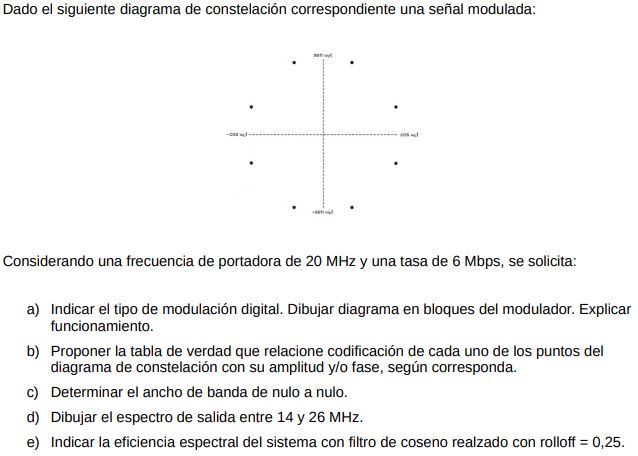 Dado el siguiente diagrama de constelación correspondiente una señal modulada:
sen ω₀t
-cos ω₀t
cos ω₀t
-sen ω₀t
Considerando una frecuencia de portadora de 20 MHz y una tasa de 6 Mbps, se solicita:
a) Indicar el tipo de modulación digital. Dibujar diagrama en bloques del modulador. Explicar
funcionamiento.
b) Proponer la tabla de verdad que relacione codificación de cada uno de los puntos del
diagrama de constelación con su amplitud y/o fase, según corresponda.
c) Determinar el ancho de banda de nulo a nulo.
d) Dibujar el espectro de salida entre 14 y 26 MHz.
e) Indicar la eficiencia espectral del sistema con filtro de coseno realzado con rolloff = 0,25.